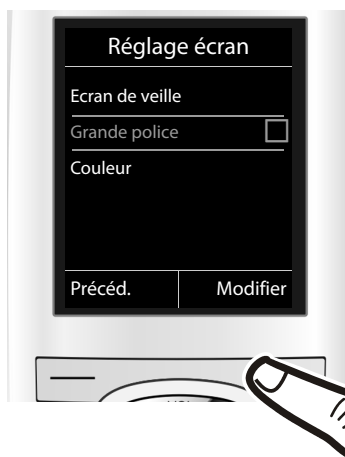 Réglage écran
Ecran de veille
Grande police
Couleur
Précéd. Modifier